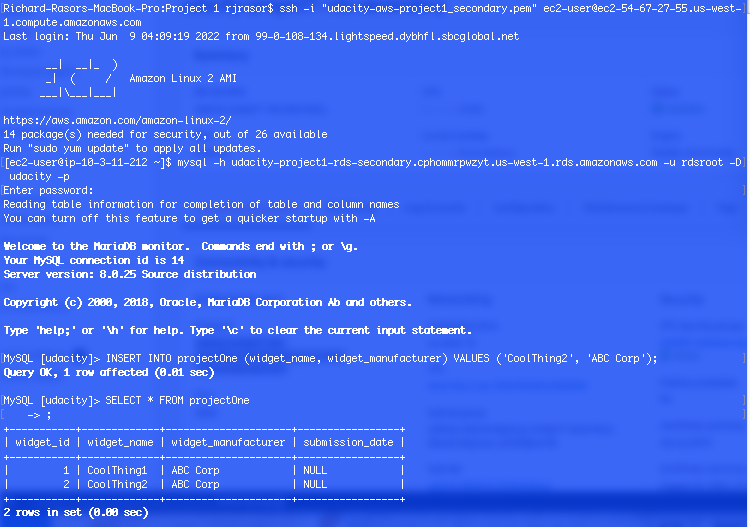 Richard-Rasors-MacBook-Pro:Project 1 rjrasor$ ssh -i "udacity-aws-project1_secondary.pem" ec2-user@ec2-54-67-27-55.us-west-
1.compute.amazonaws.com
Last login: Thu Jun  9 04:09:19 2022 from 99-0-108-134.lightspeed.dybhfl.sbcglobal.net
       __|  __|_  )
       _|  (     /   Amazon Linux 2 AMI
      ___|\___|___|
https://aws.amazon.com/amazon-linux-2/
14 package(s) needed for security, out of 26 available
Run "sudo yum update" to apply all updates.
[ec2-user@ip-10-3-11-212 ~]$ mysql -h udacity-project1-rds-secondary.cphommrpwzyt.us-west-1.rds.amazonaws.com -u rdsroot -D
 udacity -p
Enter password:
Reading table information for completion of table and column names
You can turn off this feature to get a quicker startup with -A
Welcome to the MariaDB monitor.  Commands end with ; or \g.
Your MySQL connection id is 14
Server version: 8.0.25 Source distribution
Copyright (c) 2000, 2018, Oracle, MariaDB Corporation Ab and others.
Type 'help;' or '\h' for help. Type '\c' to clear the current input statement.
MySQL [udacity]> INSERT INTO projectOne (widget_name, widget_manufacturer) VALUES ('CoolThing2', 'ABC Corp');
Query OK, 1 row affected (0.01 sec)
MySQL [udacity]> SELECT * FROM projectOne
    -> ;
+-----------+-------------+---------------------+-----------------+
| widget_id | widget_name | widget_manufacturer | submission_date |
+-----------+-------------+---------------------+-----------------+
|         1 | CoolThing1  | ABC Corp            | NULL            |
|         2 | CoolThing2  | ABC Corp            | NULL            |
+-----------+-------------+---------------------+-----------------+
2 rows in set (0.00 sec)